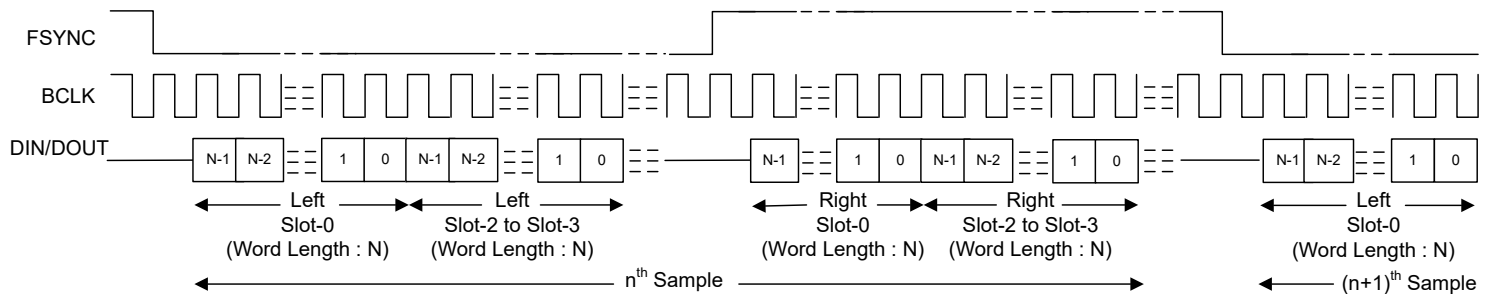 FSYNC
BCLK
DIN/DOUT
N-1 N-2 1 0 N-1 N-2 1 0 N-1 1 0 N-1 N-2 1 0 N-1 N-2 1 0
Left Left Right Right Left
Slot-0 Slot-2 to Slot-3 Slot-0 Slot-2 to Slot-3 Slot-0
(Word Length : N) (Word Length : N) (Word Length : N) (Word Length : N) (Word Length : N)
nth Sample (n+1)th Sample